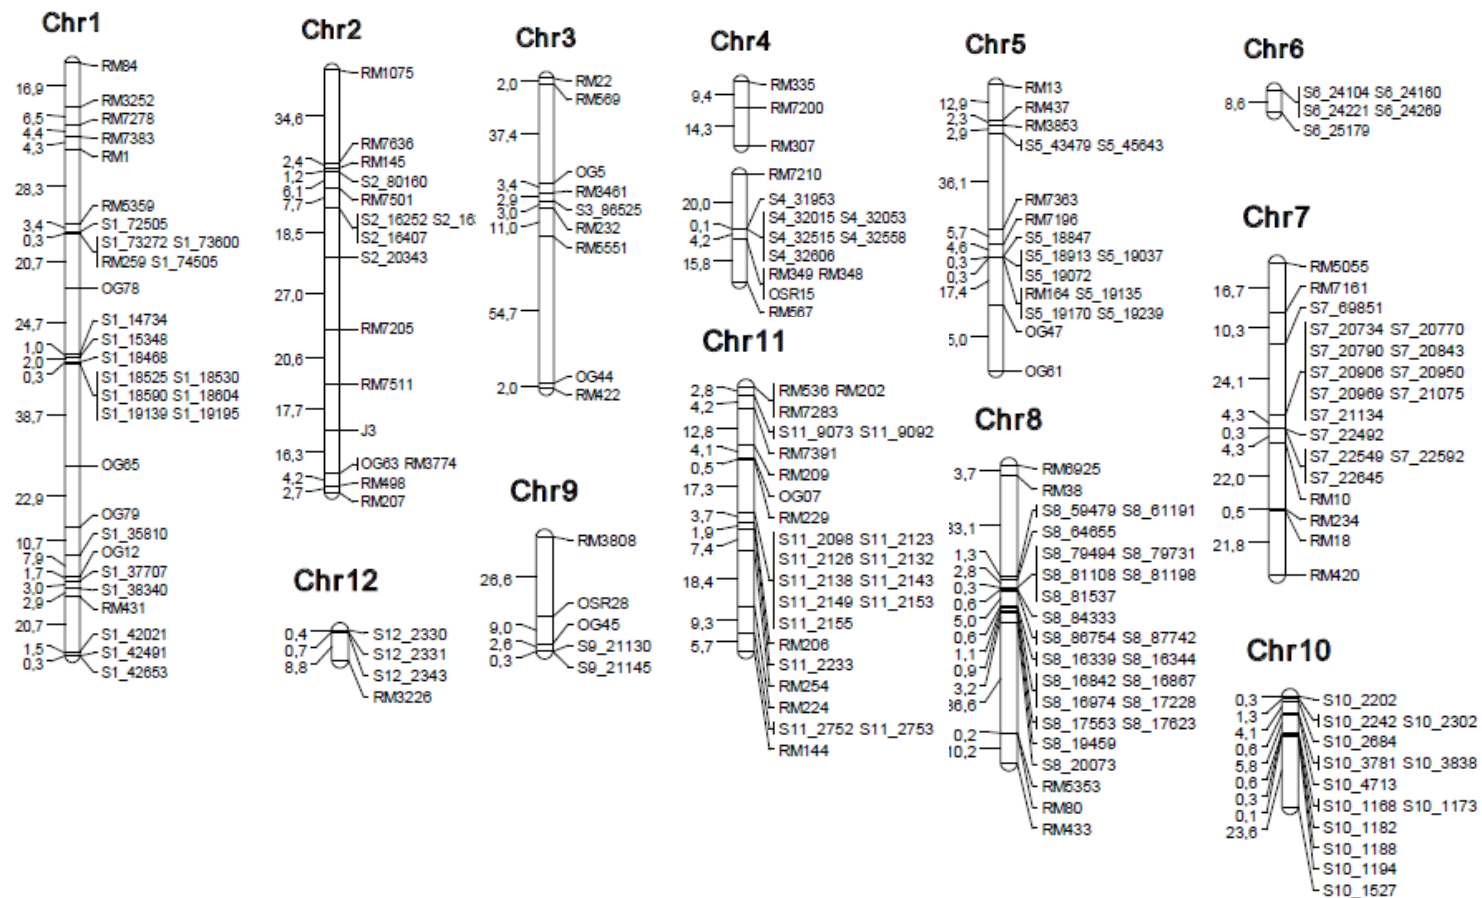 Chr1
RM84
16,9
RM3252
6,5
RM7278
4,4
RM7383
4,3
RM1
28,3
RM5359
3,4
S1_72505
0,3
S1_73272 S1_73600
20,7
RM259 S1_74505
OG78
24,7
S1_14734
1,0
S1_15348
2,0
S1_18468
0,3
S1_18525 S1_18530
S1_18590 S1_18604
38,7
S1_19139 S1_19195
OG65
22,9
OG79
10,7
S1_35810
7,9
OG12
1,7
S1_37707
3,0
S1_38340
2,9
RM431
20,7
S1_42021
1,5
S1_42491
0,3
S1_42653
Chr2
RM1075
34,6
RM7636
2,4
RM145
1,2
S2_80160
6,1
RM7501
7,7
S2_16252 S2_16
18,5
S2_16407
S2_20343
27,0
RM7205
20,6
RM7511
17,7
J3
16,3
OG63 RM3774
4,2
RM498
2,7
RM207
Chr3
2,0
RM22
RM569
37,4
OG5
3,4
RM3461
2,9
S3_86525
3,0
RM232
11,0
RM5551
54,7
OG44
2,0
RM422
Chr4
RM335
9,4
RM7200
14,3
RM307
RM7210
20,0
S4_31953
S4_32015 S4_32053
0,1
S4_32515 S4_32558
4,2
S4_32606
15,8
RM349 RM348
OSR15
RM567
Chr5
RM13
12,9
RM437
2,3
RM3853
2,9
S5_43479 S5_45643
36,1
RM7363
RM7196
5,7
S5_18847
4,6
S5_18913 S5_19037
0,3
S5_19072
0,3
RM164 S5_19135
17,4
S5_19170 S5_19239
OG47
5,0
OG61
Chr6
S6_24104 S6_24160
8,6
S6_24221 S6_24269
S6_25179
Chr7
RM5055
16,7
RM7161
S7_69851
10,3
S7_20734 S7_20770
S7_20790 S7_20843
24,1
S7_20906 S7_20950
S7_20969 S7_21075
4,3
S7_21134
0,3
S7_22492
4,3
S7_22549 S7_22592
22,0
S7_22645
RM10
0,5
RM234
21,8
RM18
RM420
Chr11
2,8
RM536 RM202
4,2
RM7283
12,8
S11_9073 S11_9092
4,1
RM7391
0,5
RM209
17,3
OG07
3,7
RM229
1,9
S11_2098 S11_2123
7,4
S11_2126 S11_2132
18,4
S11_2138 S11_2143
S11_2149 S11_2153
9,3
S11_2155
5,7
RM206
S11_2233
RM254
RM224
S11_2752 S11_2753
RM144
Chr8
3,7
RM6925
RM38
33,1
S8_59479 S8_61191
S8_64655
1,3
S8_79494 S8_79731
2,8
S8_81108 S8_81198
0,3
S8_81537
0,6
S8_84333
5,0
S8_86754 S8_87742
0,6
S8_16339 S8_16344
1,1
S8_16842 S8_16867
0,9
S8_16974 S8_17228
3,2
S8_17553 S8_17623
36,6
S8_19459
0,2
S8_20073
10,2
RM5353
RM80
RM433
Chr9
RM3808
26,6
OSR28
9,0
OG45
2,6
S9_21130
0,3
S9_21145
Chr12
0,4
S12_2330
0,7
S12_2331
8,8
S12_2343
RM3226
Chr10
0,3
S10_2202
1,3
S10_2242 S10_2302
4,1
S10_2684
0,6
S10_3781 S10_3838
5,8
S10_4713
0,6
S10_1168 S10_1173
0,3
S10_1182
0,1
S10_1188
23,6
S10_1194
S10_1527